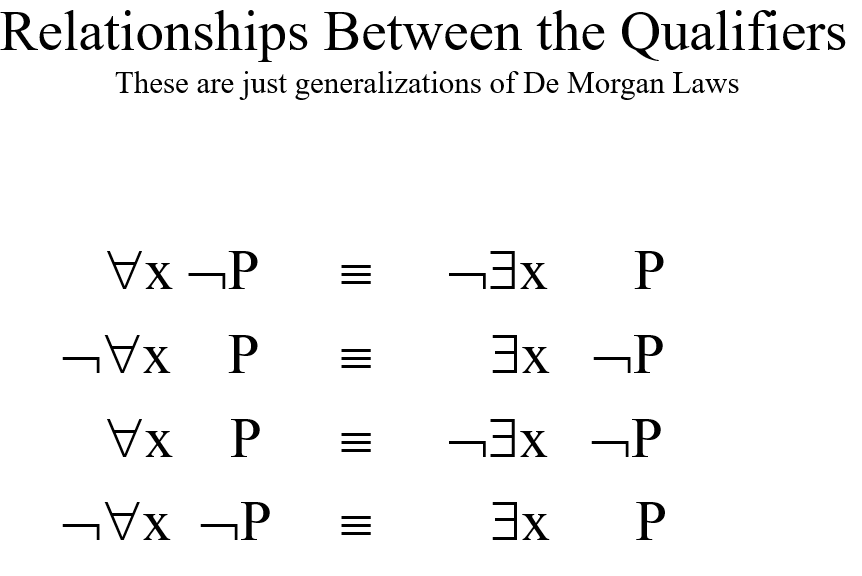 Relationships Between the Qualifiers
These are just generalizations of De Morgan Laws
∀x ¬P ≡ ¬∃x P
¬∀x P ≡ ∃x ¬P
∀x P ≡ ¬∃x ¬P
¬∀x ¬P ≡ ∃x P